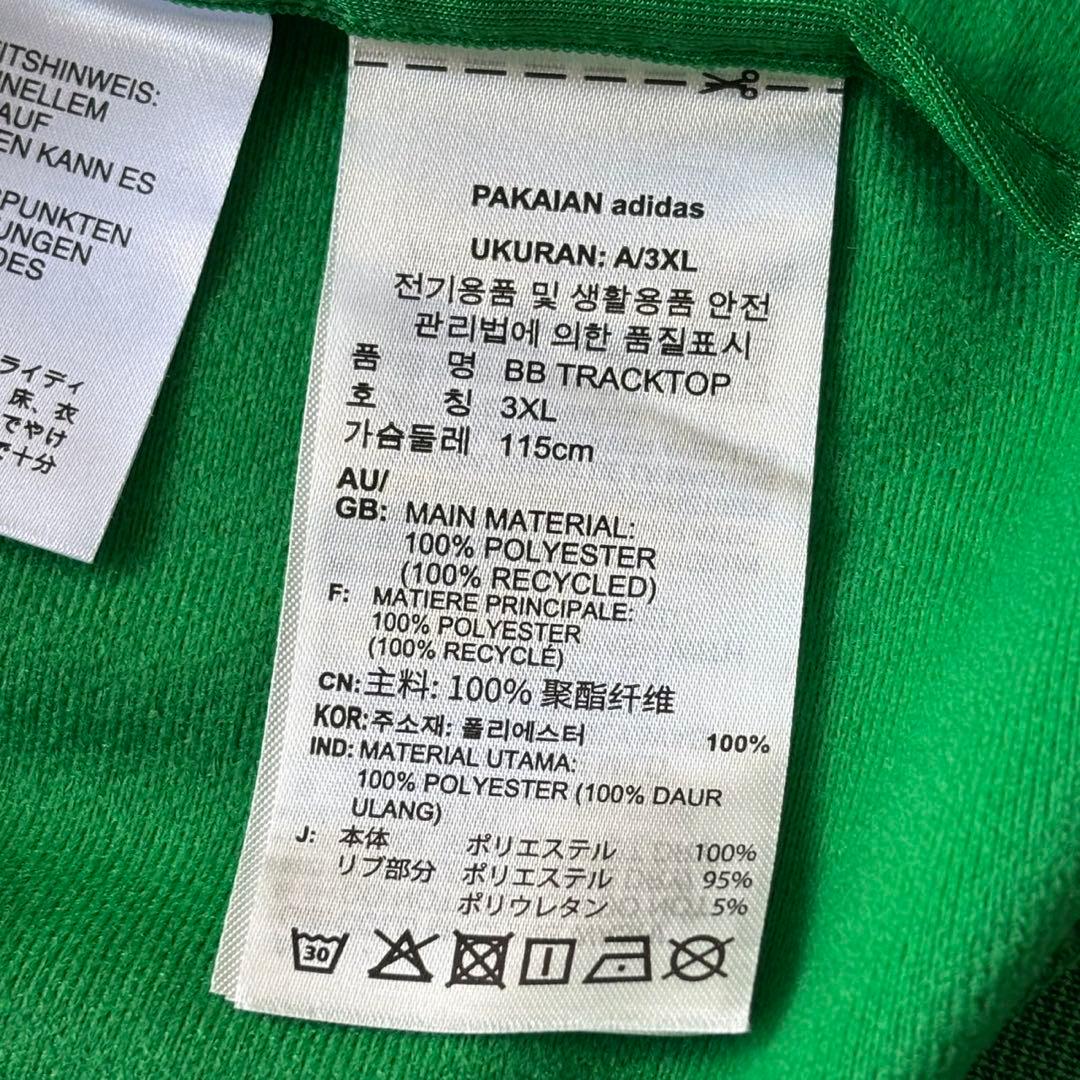 ITSHINWEIS:
NELLEM
AUF
EN KANN ES
PUNKTEN
UNGEN
DES
ライティ
床、衣
でやけ
で十分
PAKAIAN adidas
UKURAN: A/3XL
전기용품 및 생활용품 안전
관리법에 의한 품질표시
품 명 BB TRACKTOP
호 칭 3XL
가슴둘레 115cm
AU/
GB: MAIN MATERIAL:
100% POLYESTER
(100% RECYCLED)
F: MATIERE PRINCIPALE:
100% POLYESTER
(100% RECYCLÉ)
CN: 主料: 100% 聚酯纤维
KOR: 주소재: 폴리에스터 100%
IND: MATERIAL UTAMA:
100% POLYESTER (100% DAUR
ULANG)
J: 本体 ポリエステル 100%
リブ部分 ポリエステル 95%
ポリウレタン 5%
30